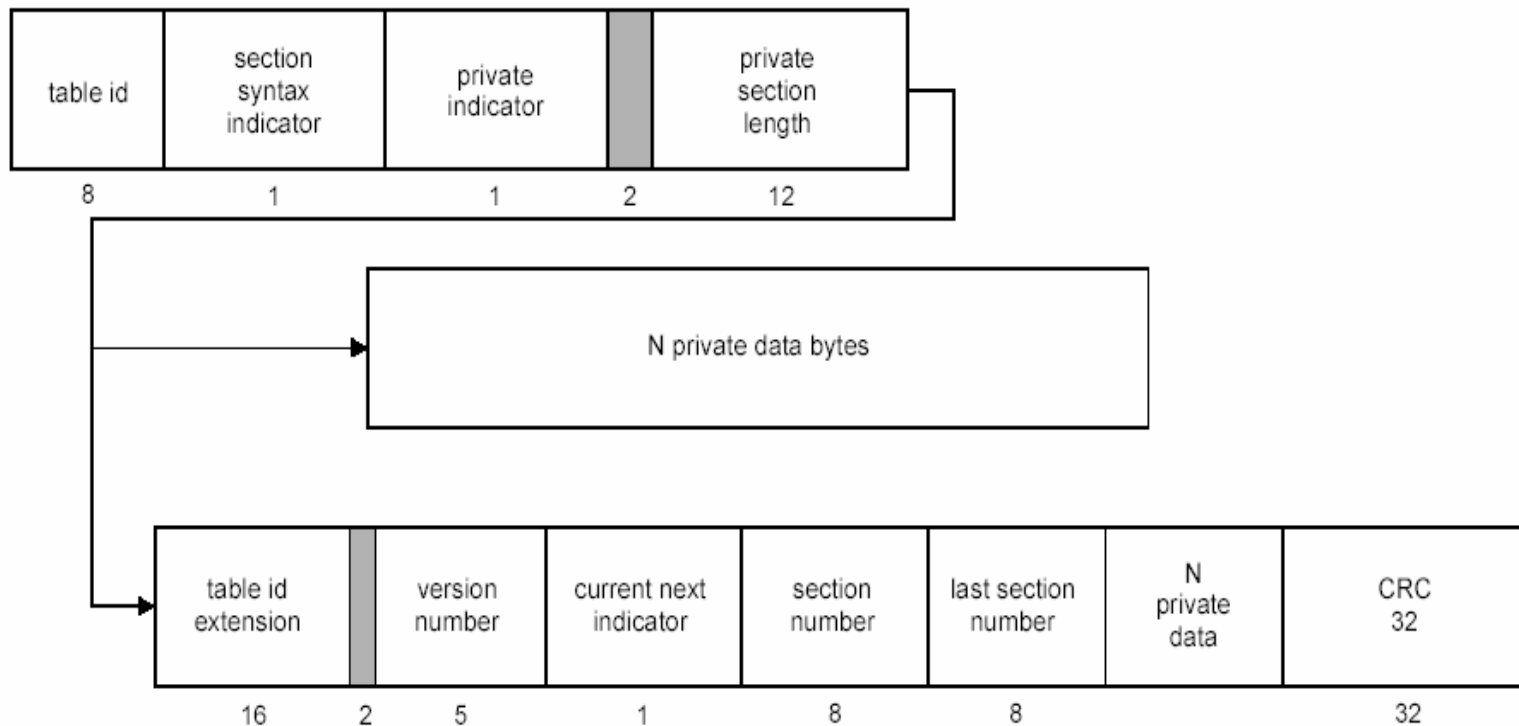 table id
section
syntax
indicator
private
indicator
private
section
length
8
1
1
2
12
N private data bytes
table id
extension
version
number
current next
indicator
section
number
last section
number
N
private
data
CRC
32
16
2
5
1
8
8
32